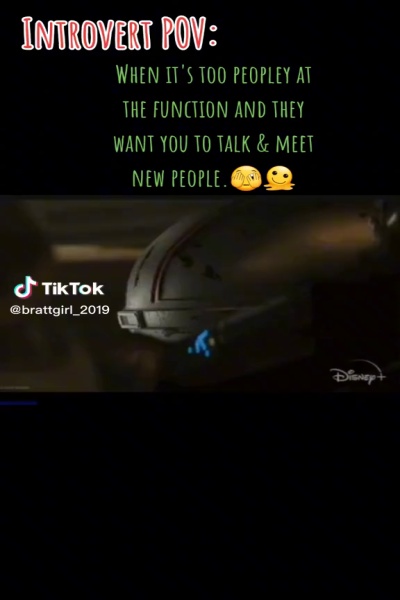 Introvert POV:
When it's too peopley at
the function and they
want you to talk & meet
new people.🫣🫠
TikTok
@brattgirl_2019
Disney+